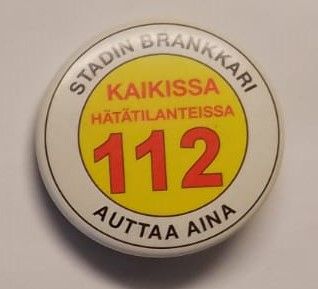 STADIN BRANKKARI
KAIKISSA
HÄTÄTILANTEISSA
112
AUTTAA AINA